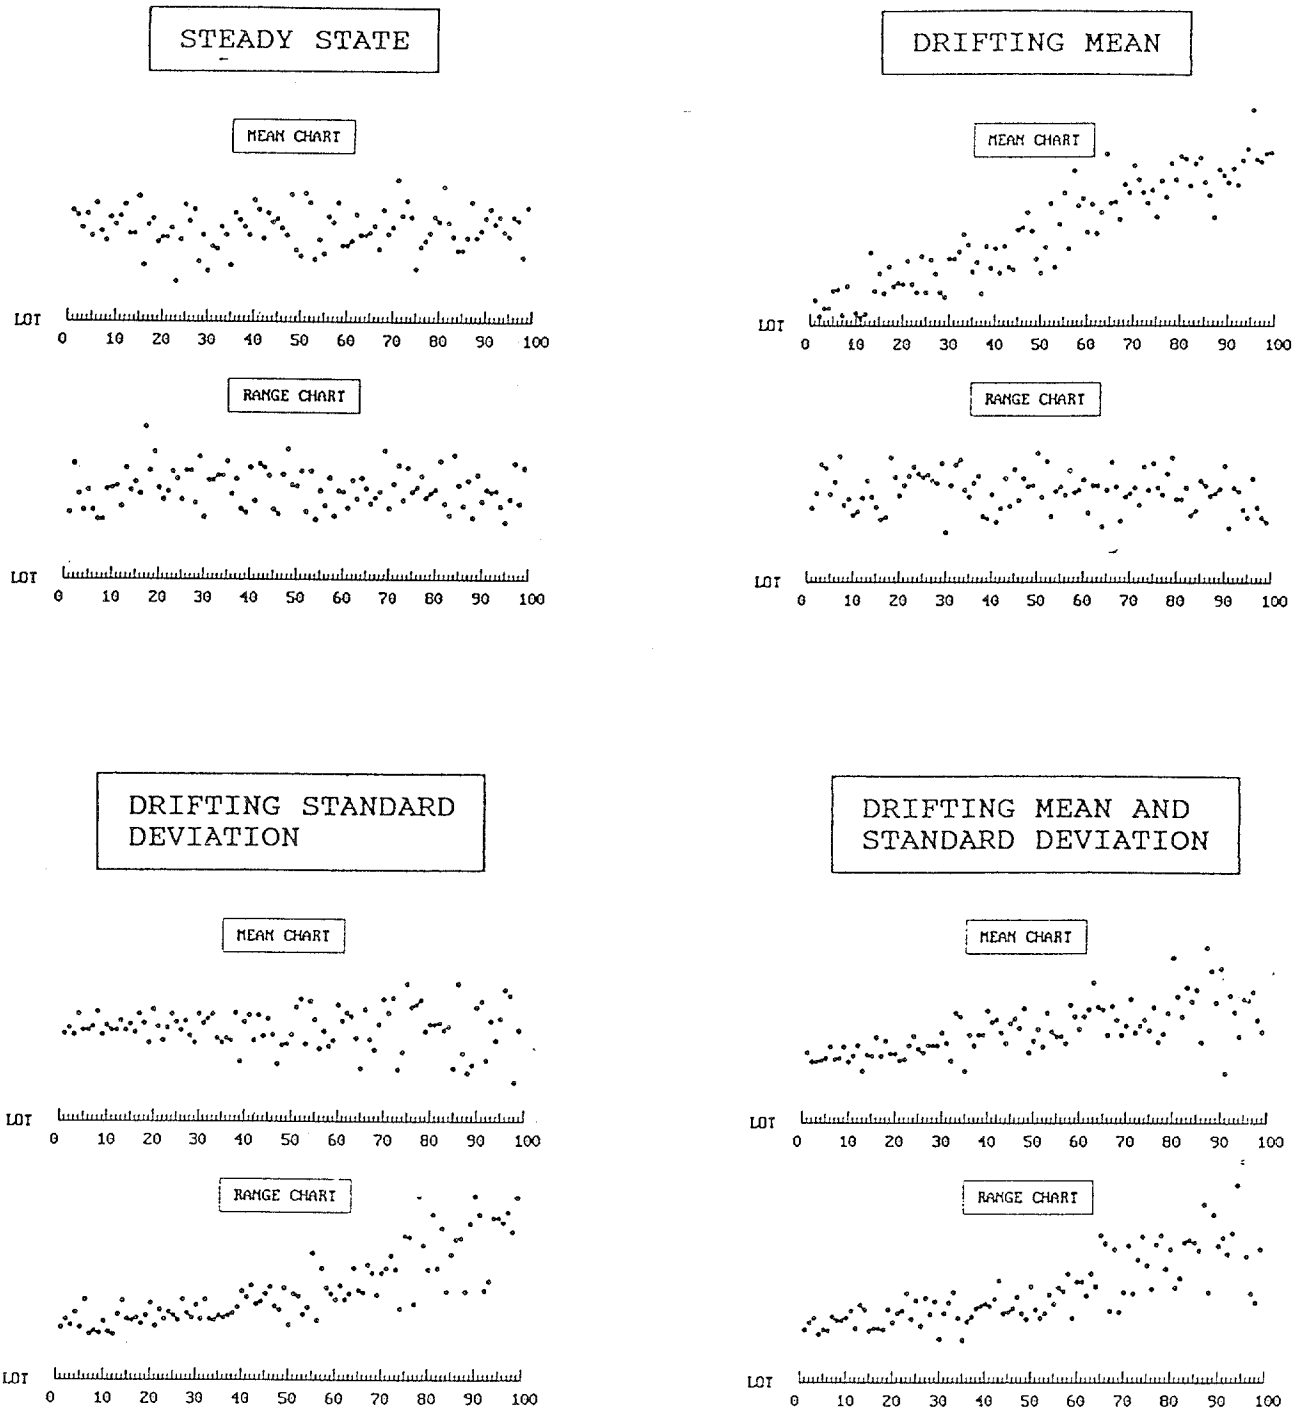 STEADY STATE
MEAN CHART
LOT
0 10 20 30 40 50 60 70 80 90 100
RANGE CHART
LOT
0 10 20 30 40 50 60 70 80 90 100
DRIFTING MEAN
MEAN CHART
LOT
0 10 20 30 40 50 60 70 80 90 100
RANGE CHART
LOT
0 10 20 30 40 50 60 70 80 90 100
DRIFTING STANDARD
DEVIATION
MEAN CHART
LOT
0 10 20 30 40 50 60 70 80 90 100
RANGE CHART
LOT
0 10 20 30 40 50 60 70 80 90 100
DRIFTING MEAN AND
STANDARD DEVIATION
MEAN CHART
LOT
0 10 20 30 40 50 60 70 80 90 100
RANGE CHART
LOT
0 10 20 30 40 50 60 70 80 90 100